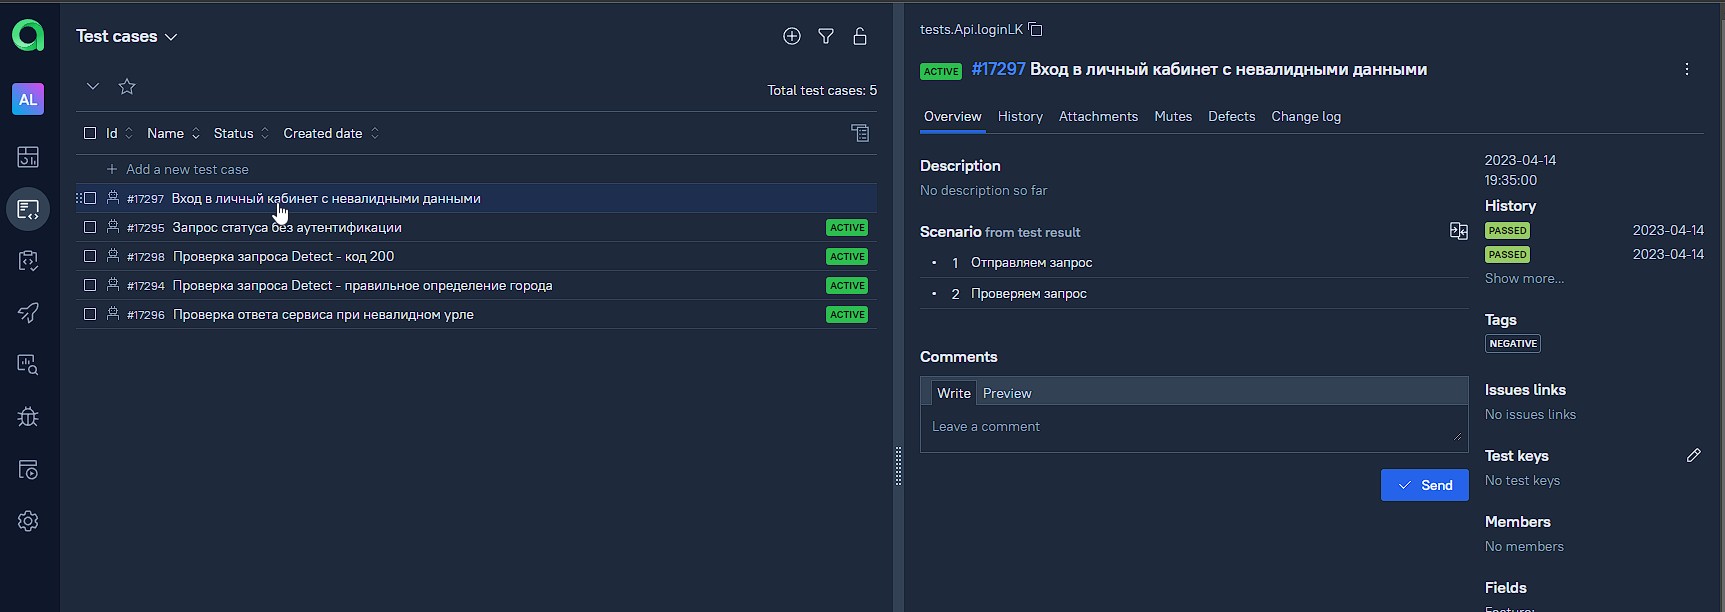 Test cases
AL
Total test cases: 5
Id Name Status Created date
+ Add a new test case
#17297 Вход в личный кабинет с невалидными данными
#17295 Запрос статуса без аутентификации ACTIVE
#17298 Проверка запроса Detect - код 200 ACTIVE
#17294 Проверка запроса Detect - правильное определение города ACTIVE
#17296 Проверка ответа сервиса при невалидном урле ACTIVE
tests.Api.loginLK
ACTIVE #17297 Вход в личный кабинет с невалидными данными
Overview History Attachments Mutes Defects Change log
Description
No description so far
Scenario from test result
• 1 Отправляем запрос
• 2 Проверяем запрос
Comments
Write Preview
Leave a comment
Send
2023-04-14
19:35:00
History
PASSED 2023-04-14
PASSED 2023-04-14
Show more...
Tags
NEGATIVE
Issues links
No issues links
Test keys
No test keys
Members
No members
Fields
Feature: